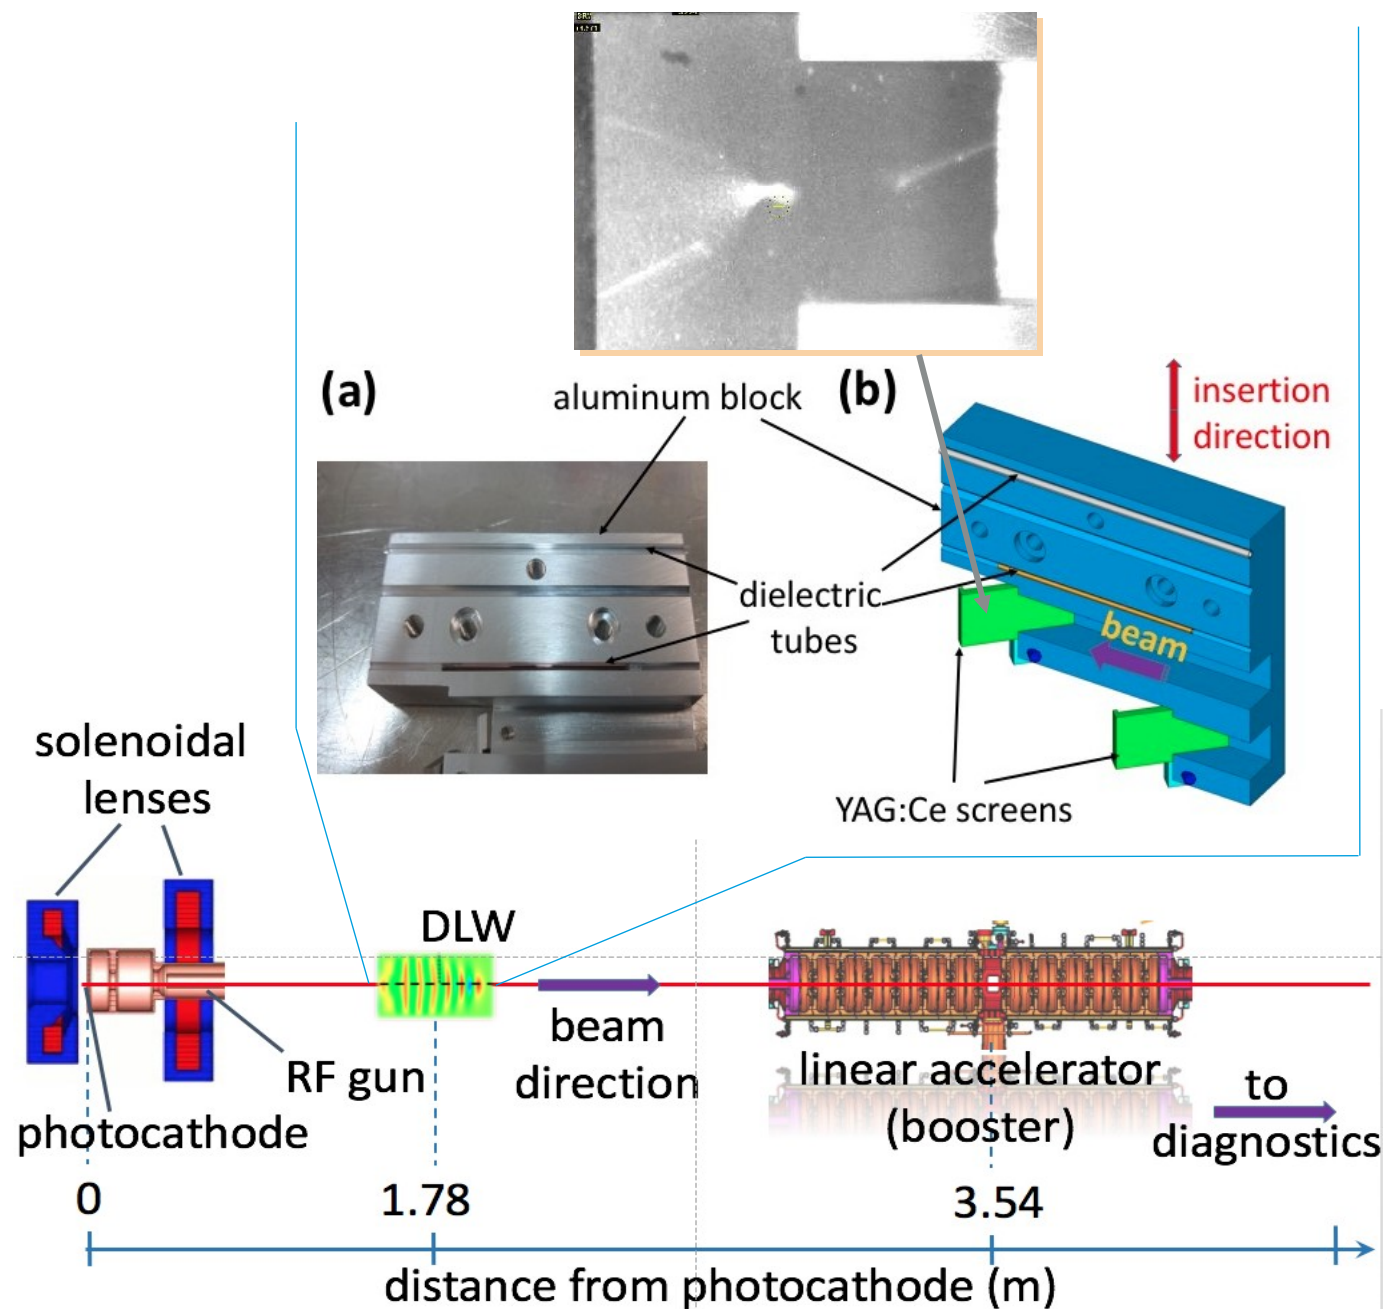 (a)
aluminum block
(b)
insertion
direction
dielectric
tubes
beam
YAG:Ce screens
solenoidal
lenses
DLW
RF gun
photocathode
beam
direction
linear accelerator
(booster)
to
diagnostics
0
1.78
3.54
distance from photocathode (m)